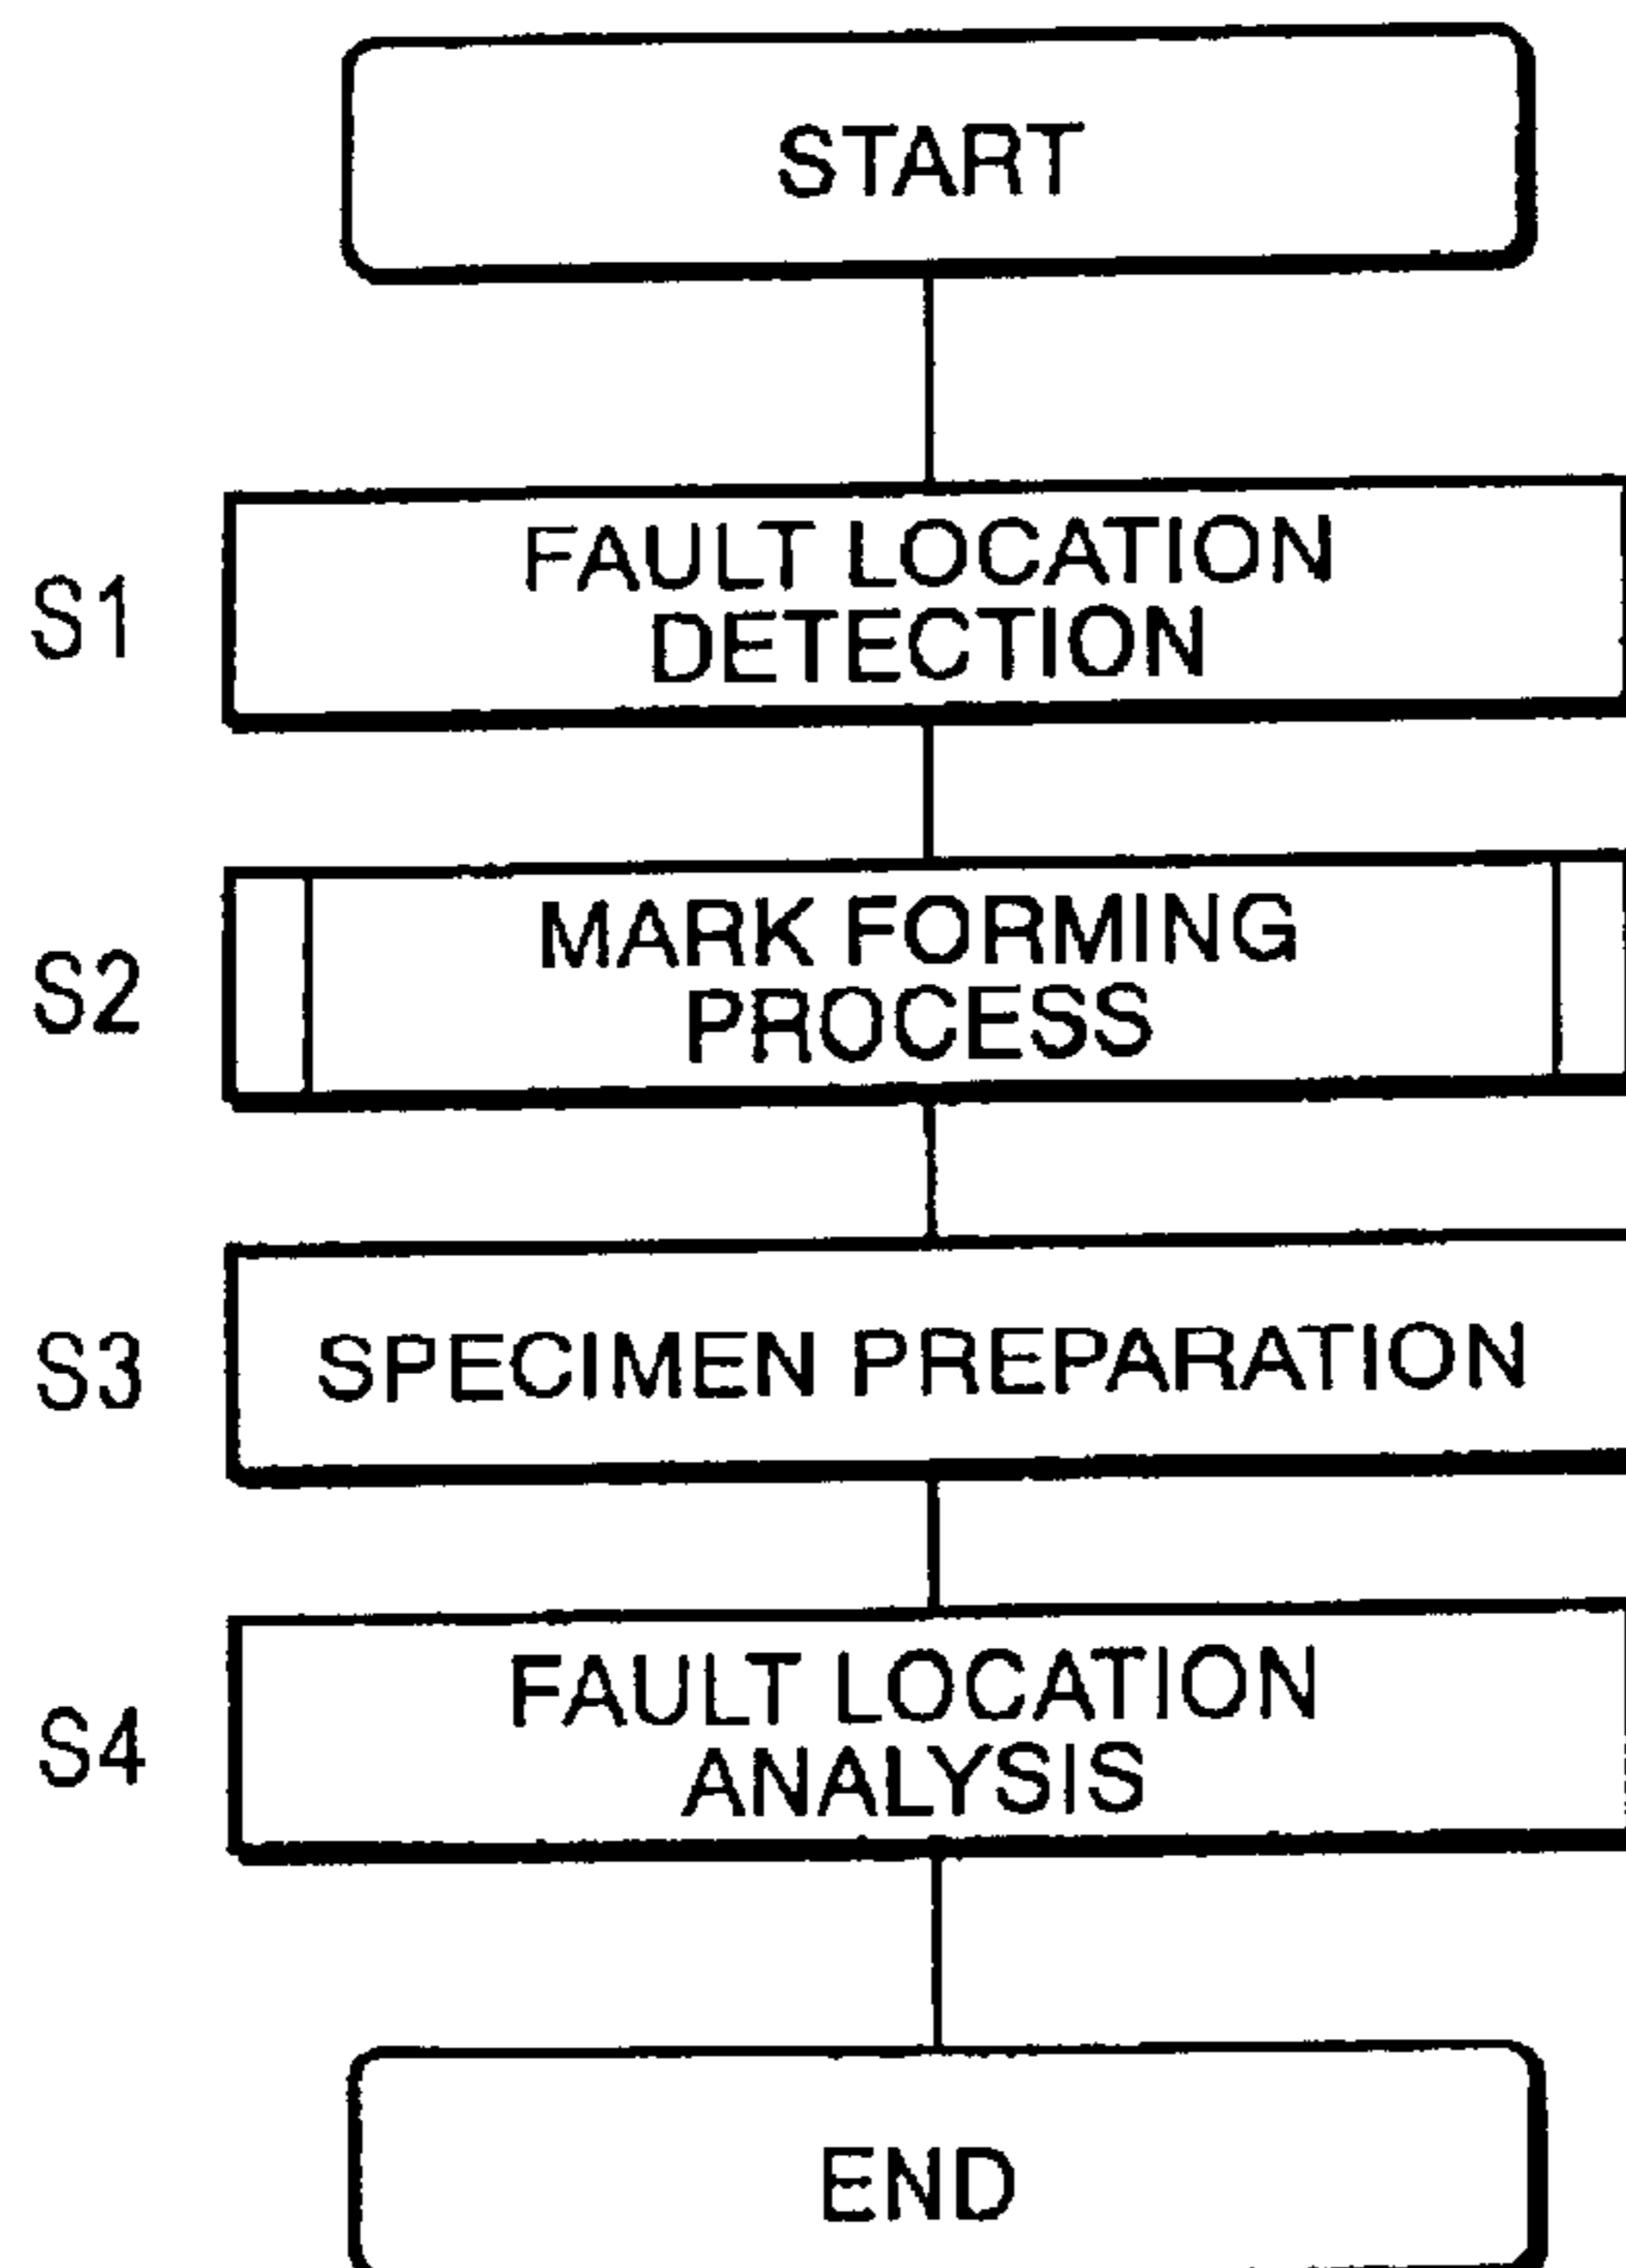 START
S1
FAULT LOCATION
DETECTION
S2
MARK FORMING
PROCESS
S3
SPECIMEN PREPARATION
S4
FAULT LOCATION
ANALYSIS
END